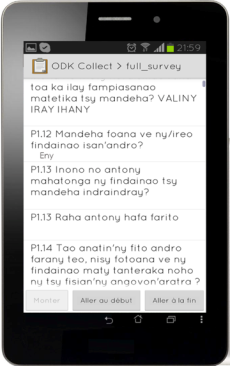 21:59
ODK Collect > full_survey
toa ka ilay fampiasanao
matetika tsy mandeha? VALINY
IRAY IHANY
P1.12 Mandeha foana ve ny/ireo
findainao isan'andro?
Eny
P1.13 Inono no antony
mahatonga ny findainao tsy
mandeha indraindray?
P1.13 Raha antony hafa farito
P1.14 Tao anatin'ny fito andro
farany teo, nisy fotoana ve ny
findainao maty tanteraka noho
ny tsy fisian'ny angovon'aratra ?
Monter
Aller au début
Aller à la fin